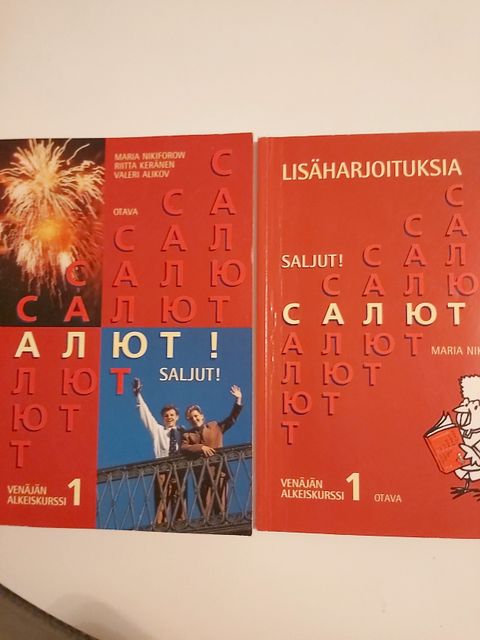 MARIA NIKIFOROW
RIITTA KERÄNEN
VALERI ALIKOV
OTAVA
С
С А
С А Л
С А Л Ю
С А Л Ю Т
А Л Ю Т !
SALJUT!
Л Ю Т
Ю Т
Т
VENÄJÄN
ALKEISKURSSI 1
LISÄHARJOITUKSIA
SALJUT!
С
С А
С А Л
С А Л Ю
С А Л Ю Т
А Л Ю Т
MARIA NIK
Л Ю Т
Ю Т
Т
VENÄJÄN
ALKEISKURSSI 1
OTAVA